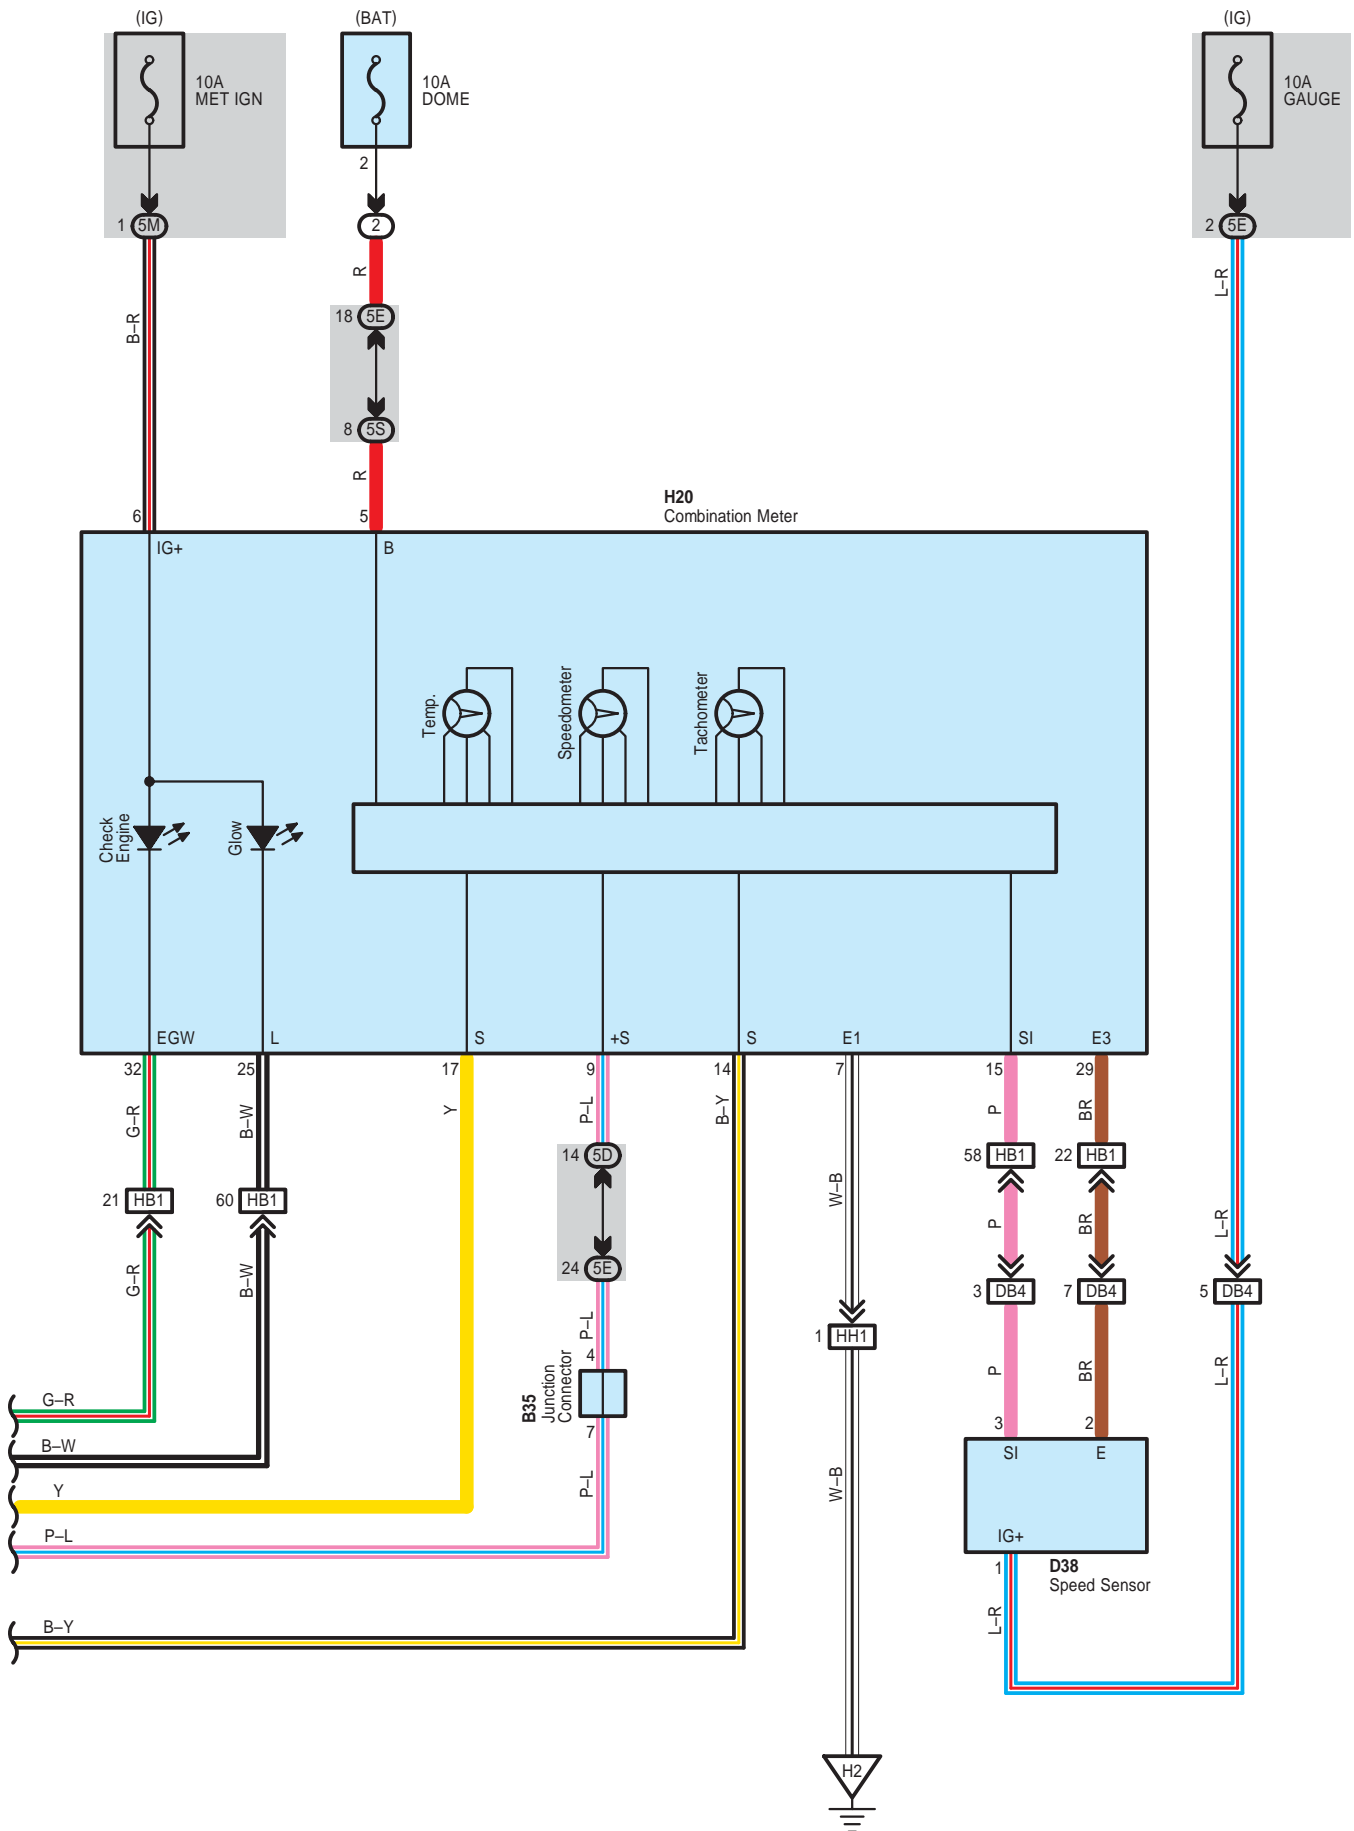 (IG)
(BAT)
(IG)
10A
MET IGN
10A
DOME
10A
GAUGE
2
1 5M
2
2 5E
R
L–R
B–R
18 5E
8 5S
R
H20
Combination Meter
6
5
IG+
B
Temp.
Speedometer
Tachometer
Check
Engine
Glow
EGW
L
S
+S
S
E1
SI
E3
32
25
17
9
14
7
15
29
G–R
B–W
Y
P–L
B–Y
P
BR
14 5D
58 HB1
22 HB1
21 HB1
60 HB1
W–B
P
BR
L–R
G–R
B–W
24 5E
3 DB4
7 DB4
5 DB4
P–L
1 HH1
4
B35
Junction
Connector
P
BR
L–R
G–R
7
3
2
B–W
SI
E
P–L
W–B
Y
P–L
IG+
1
D38
Speed Sensor
L–R
B–Y
H2